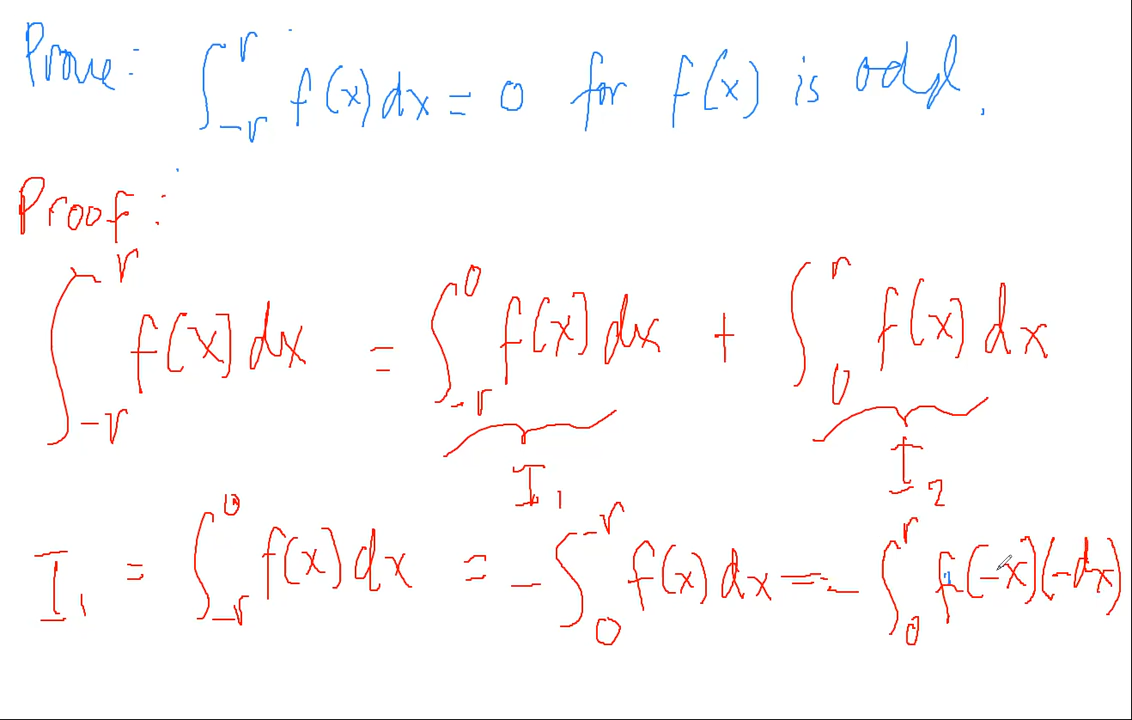 Prove: ∫_{-r}^{r} f(x)dx = 0 for f(x) is odd.
Proof:
∫_{-r}^{r} f(x)dx = ∫_{-r}^{0} f(x)dx + ∫_{0}^{r} f(x)dx
I₁ I₂
I₁ = ∫_{-r}^{0} f(x)dx = -∫_{0}^{-r} f(x)dx = -∫_{0}^{r} f(-x)(-dx)